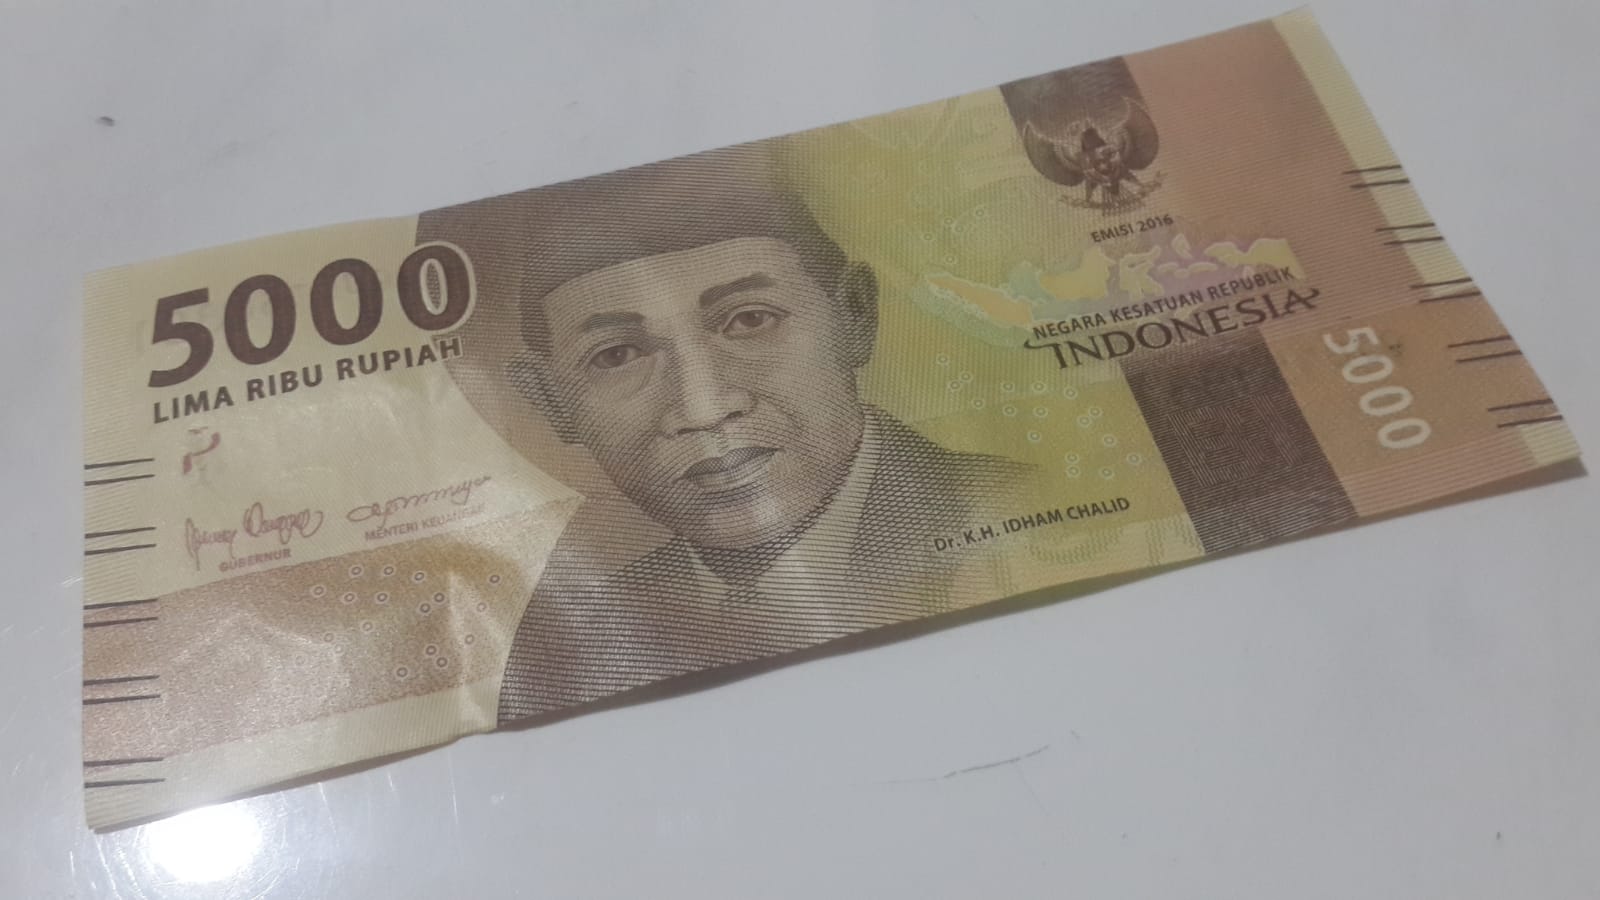 5000
LIMA RIBU RUPIAH
GUBERNUR
MENTERI KEUANGAN
EMISI 2016
NEGARA KESATUAN REPUBLIK
INDONESIA
5000
Dr. K.H. IDHAM CHALID